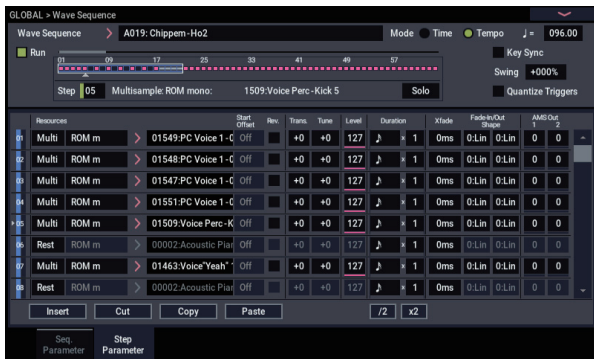 GLOBAL > Wave Sequence
Wave Sequence > A019: Chippem-Ho2 Mode Time Tempo ♩= 096.00
Run 01 09 17 25 33 41 49 57 Key Sync
Swing +000%
Step 05 Multisample: ROM mono: 1509:Voice Perc-Kick 5 Solo Quantize Triggers
Resources Start Offset Rev. Trans. Tune Level Duration Xfade Fade-In/Out Shape AMS Out 1 2
01 Multi ROM m > 01549:PC Voice 1 -0 Off +0 +0 127 ♪ x 1 0ms 0:Lin 0:Lin 0 0
02 Multi ROM m > 01548:PC Voice 1 -0 Off +0 +0 127 ♪ x 1 0ms 0:Lin 0:Lin 0 0
03 Multi ROM m > 01547:PC Voice 1 -0 Off +0 +0 127 ♪ x 1 0ms 0:Lin 0:Lin 0 0
04 Multi ROM m > 01551:PC Voice 1 -0 Off +0 +0 127 ♪ x 1 0ms 0:Lin 0:Lin 0 0
05 Multi ROM m > 01509:Voice Perc-K Off +0 +0 127 ♪ x 1 0ms 0:Lin 0:Lin 0 0
06 Rest ROM m > 00002:Acoustic Pian Off +0 +0 127 ♪ x 1 0ms 0:Lin 0:Lin 0 0
07 Multi ROM m > 01463:Voice"Yeah" Off +0 +0 127 ♪ x 1 0ms 0:Lin 0:Lin 0 0
08 Rest ROM m > 00002:Acoustic Pian Off +0 +0 127 ♪ x 1 0ms 0:Lin 0:Lin 0 0
Insert Cut Copy Paste /2 x2
Seq. Parameter
Step Parameter